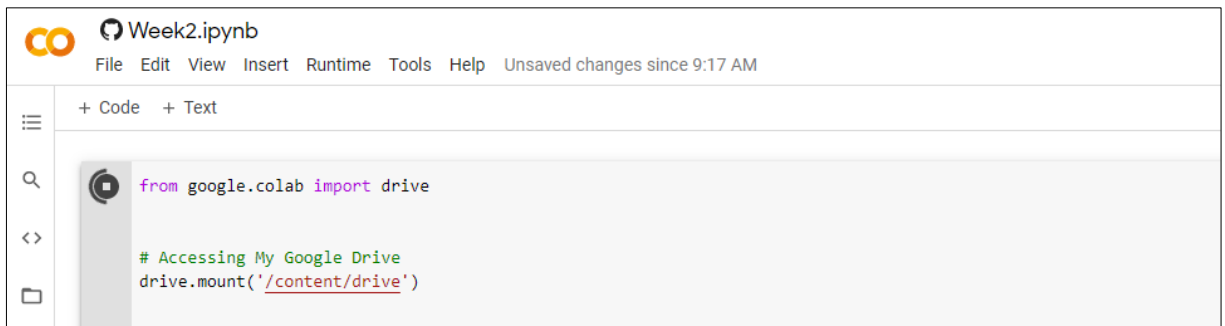 Week2.ipynb
File Edit View Insert Runtime Tools Help Unsaved changes since 9:17 AM
+ Code + Text
from google.colab import drive
# Accessing My Google Drive
drive.mount('/content/drive')